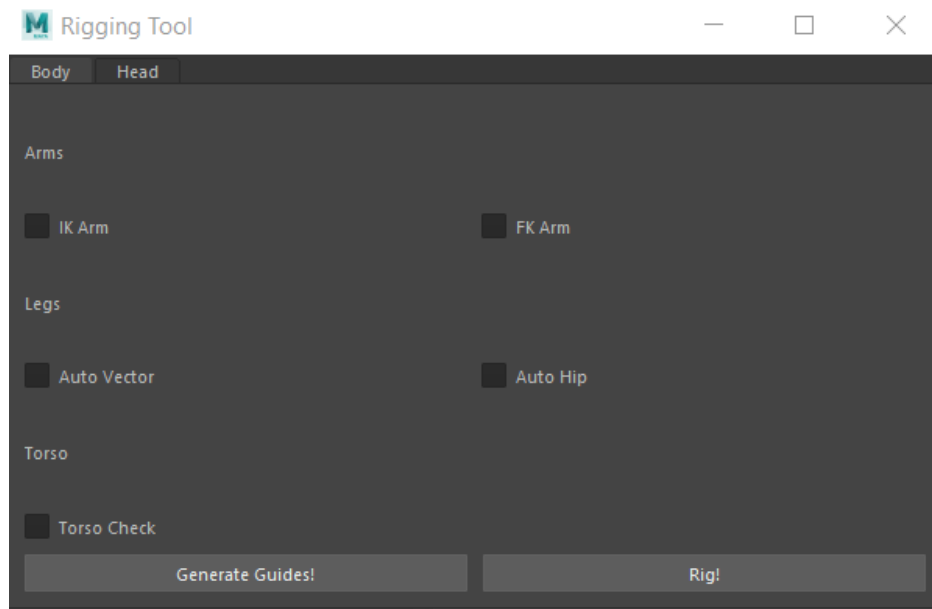 Rigging Tool
Body Head
Arms
IK Arm FK Arm
Legs
Auto Vector Auto Hip
Torso
Torso Check
Generate Guides! Rig!